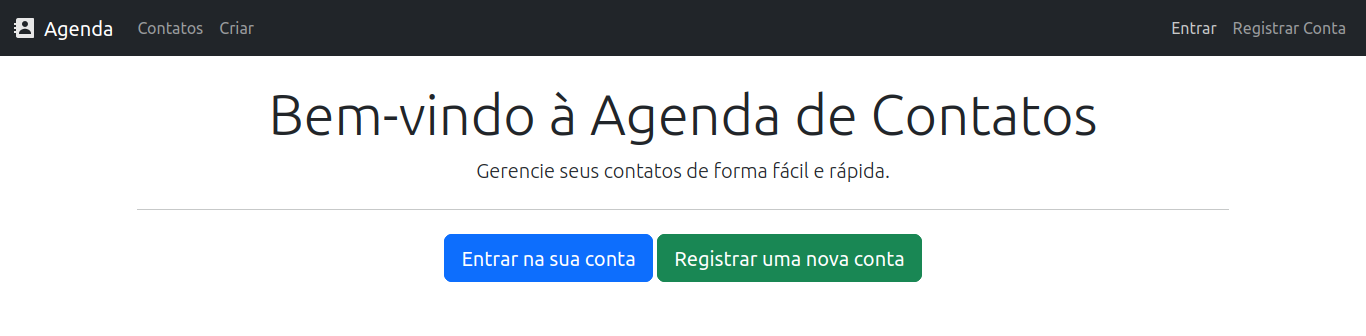 Agenda Contatos Criar Entrar Registrar Conta
Bem-vindo à Agenda de Contatos
Gerencie seus contatos de forma fácil e rápida.
Entrar na sua conta Registrar uma nova conta